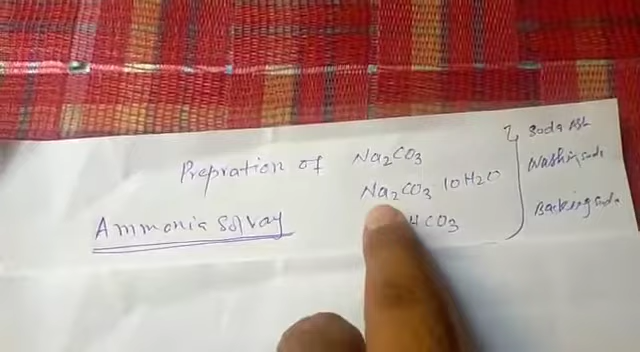 Prepration of Na2CO3
Na2CO3 10H2O
HCO3
Ammonia Solvay
Soda Ash
Washing Soda
Backing Soda